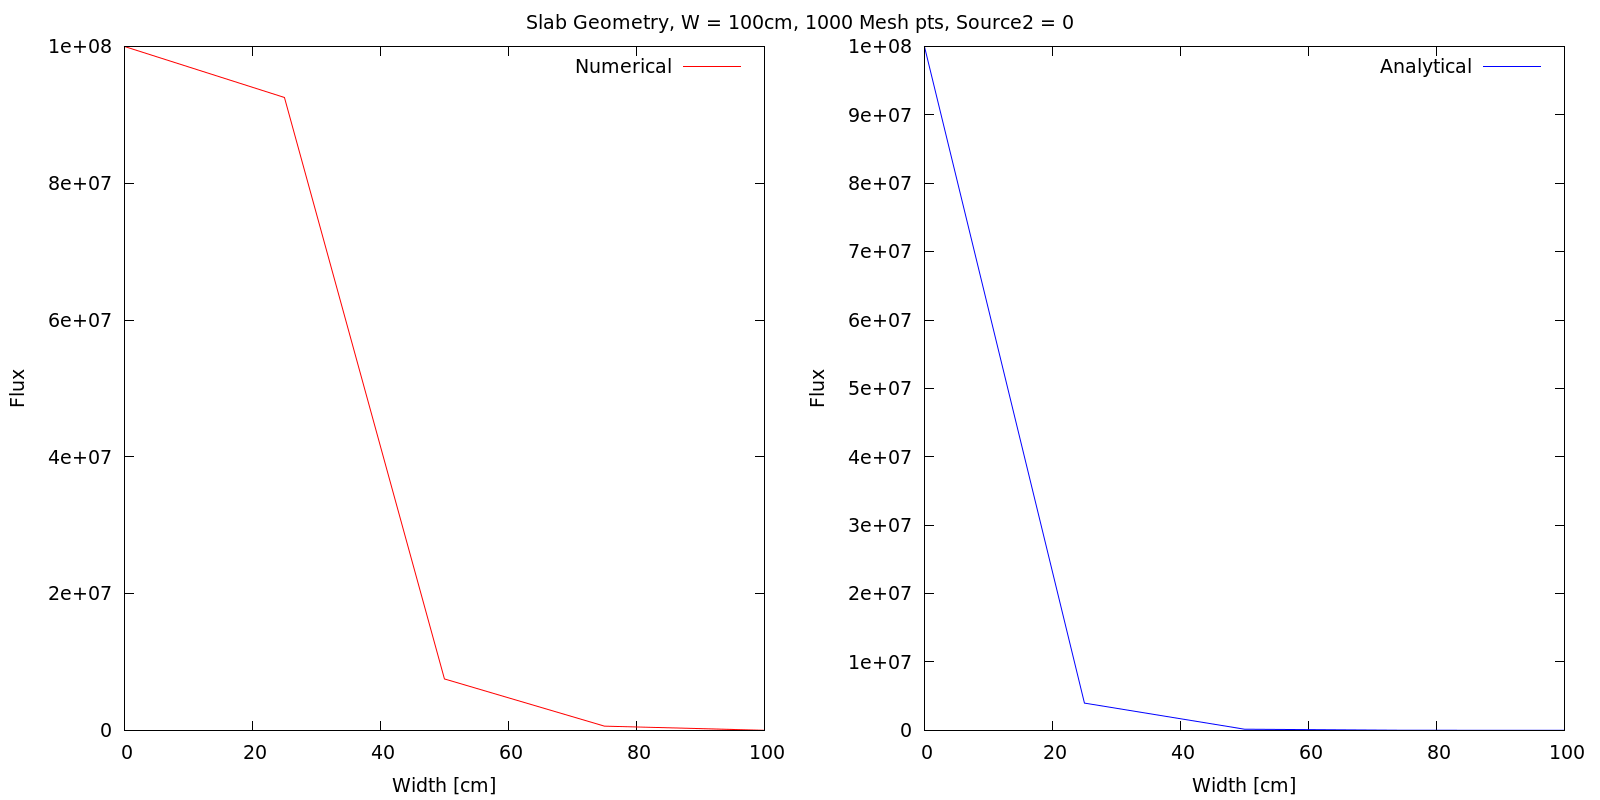 Slab Geometry, W = 100cm, 1000 Mesh pts, Source2 = 0
Numerical
1e+08
8e+07
6e+07
4e+07
2e+07
0
Flux
0 20 40 60 80 100
Width [cm]
Analytical
1e+08
9e+07
8e+07
7e+07
6e+07
5e+07
4e+07
3e+07
2e+07
1e+07
0
Flux
0 20 40 60 80 100
Width [cm]